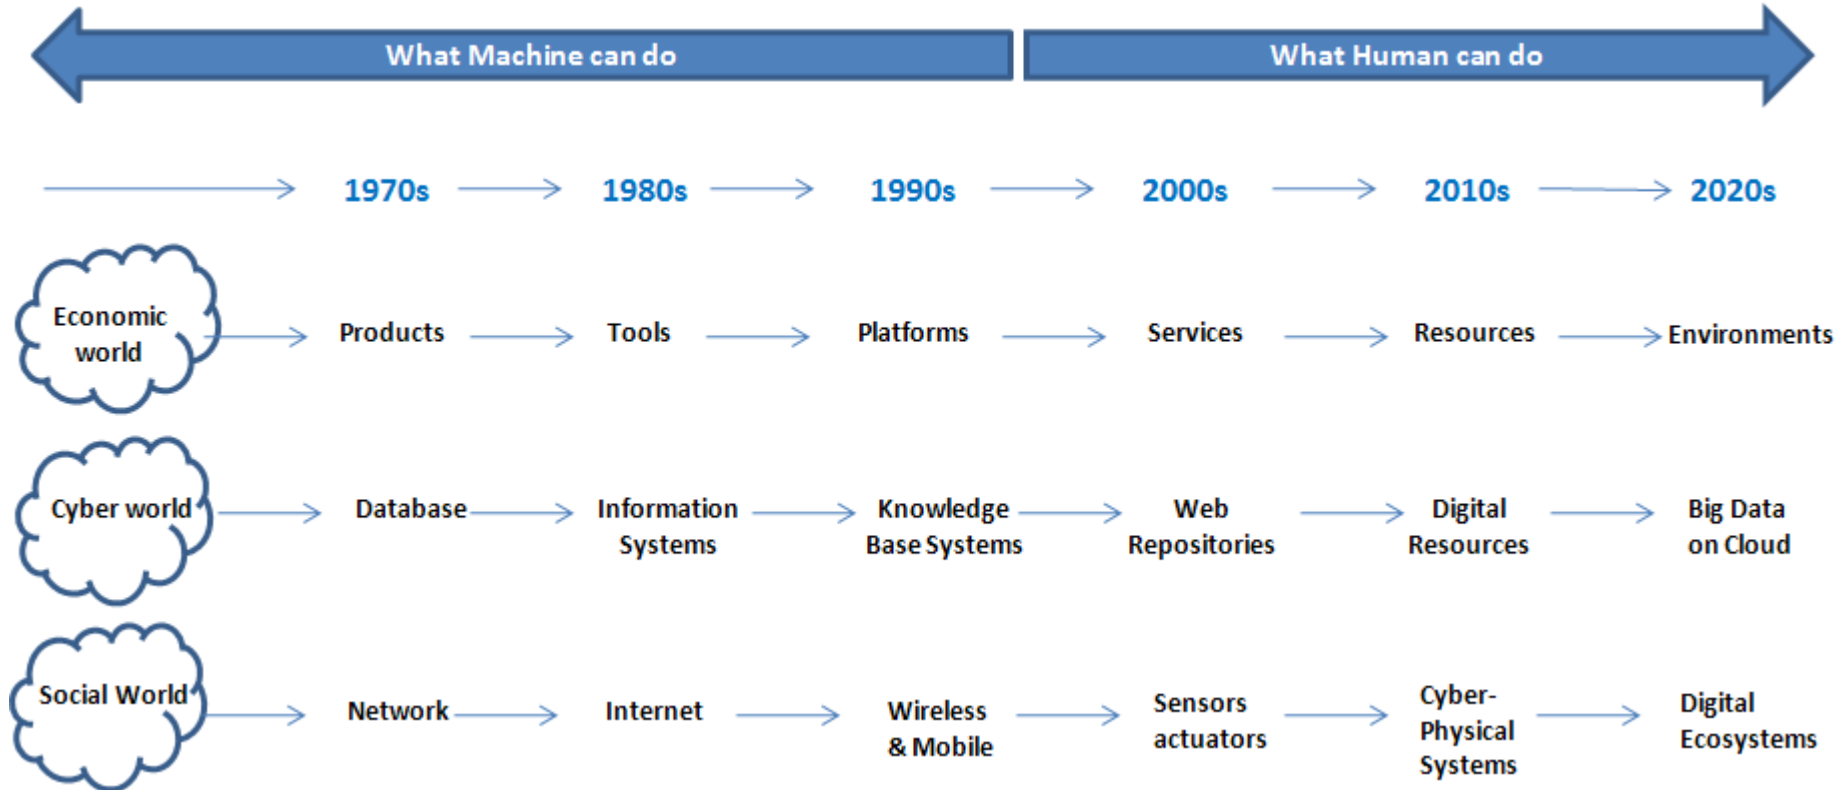 What Machine can do
What Human can do
1970s
1980s
1990s
2000s
2010s
2020s
Economic
world
Products
Tools
Platforms
Services
Resources
Environments
Cyber world
Database
Information
Systems
Knowledge
Base Systems
Web
Repositories
Digital
Resources
Big Data
on Cloud
Social World
Network
Internet
Wireless
& Mobile
Sensors
actuators
Cyber-
Physical
Systems
Digital
Ecosystems